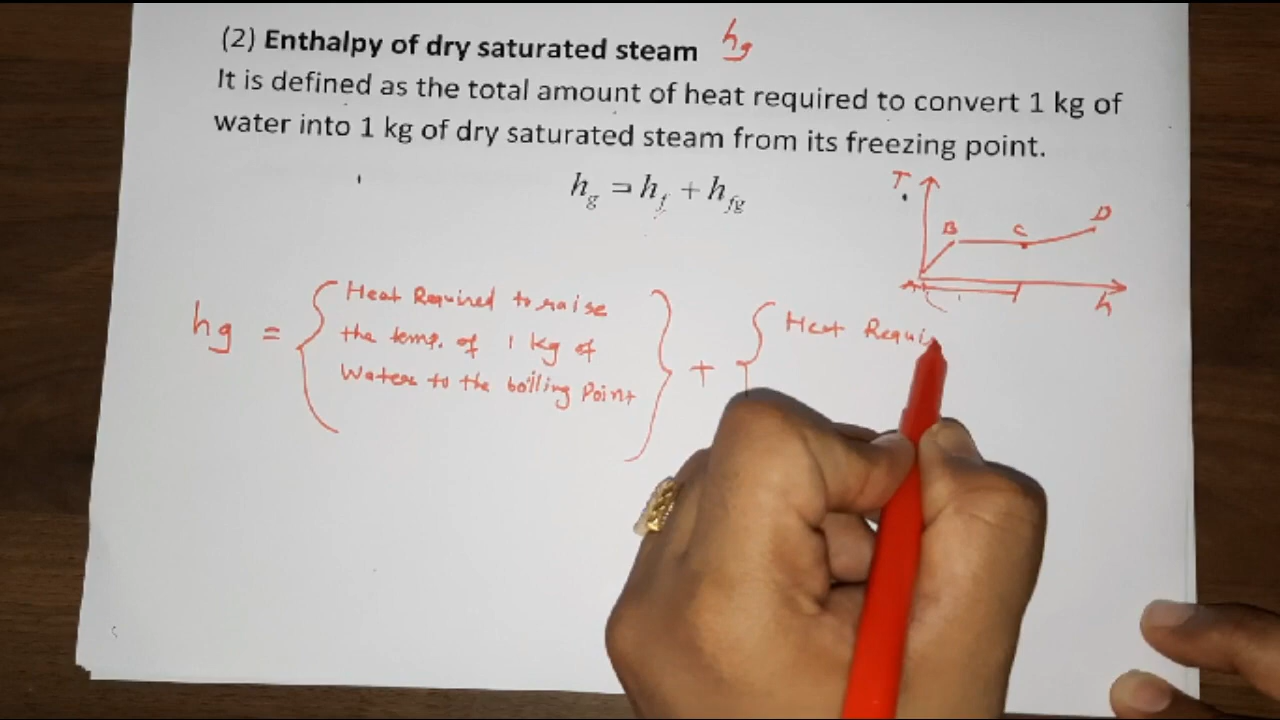 (2) Enthalpy of dry saturated steam hg
It is defined as the total amount of heat required to convert 1 kg of
water into 1 kg of dry saturated steam from its freezing point.
hg = hf + hfg
T
B C D
A
h
hg = { Heat Required to raise
the temp. of 1 kg of
Water to the boiling Point } + { Heat Requi